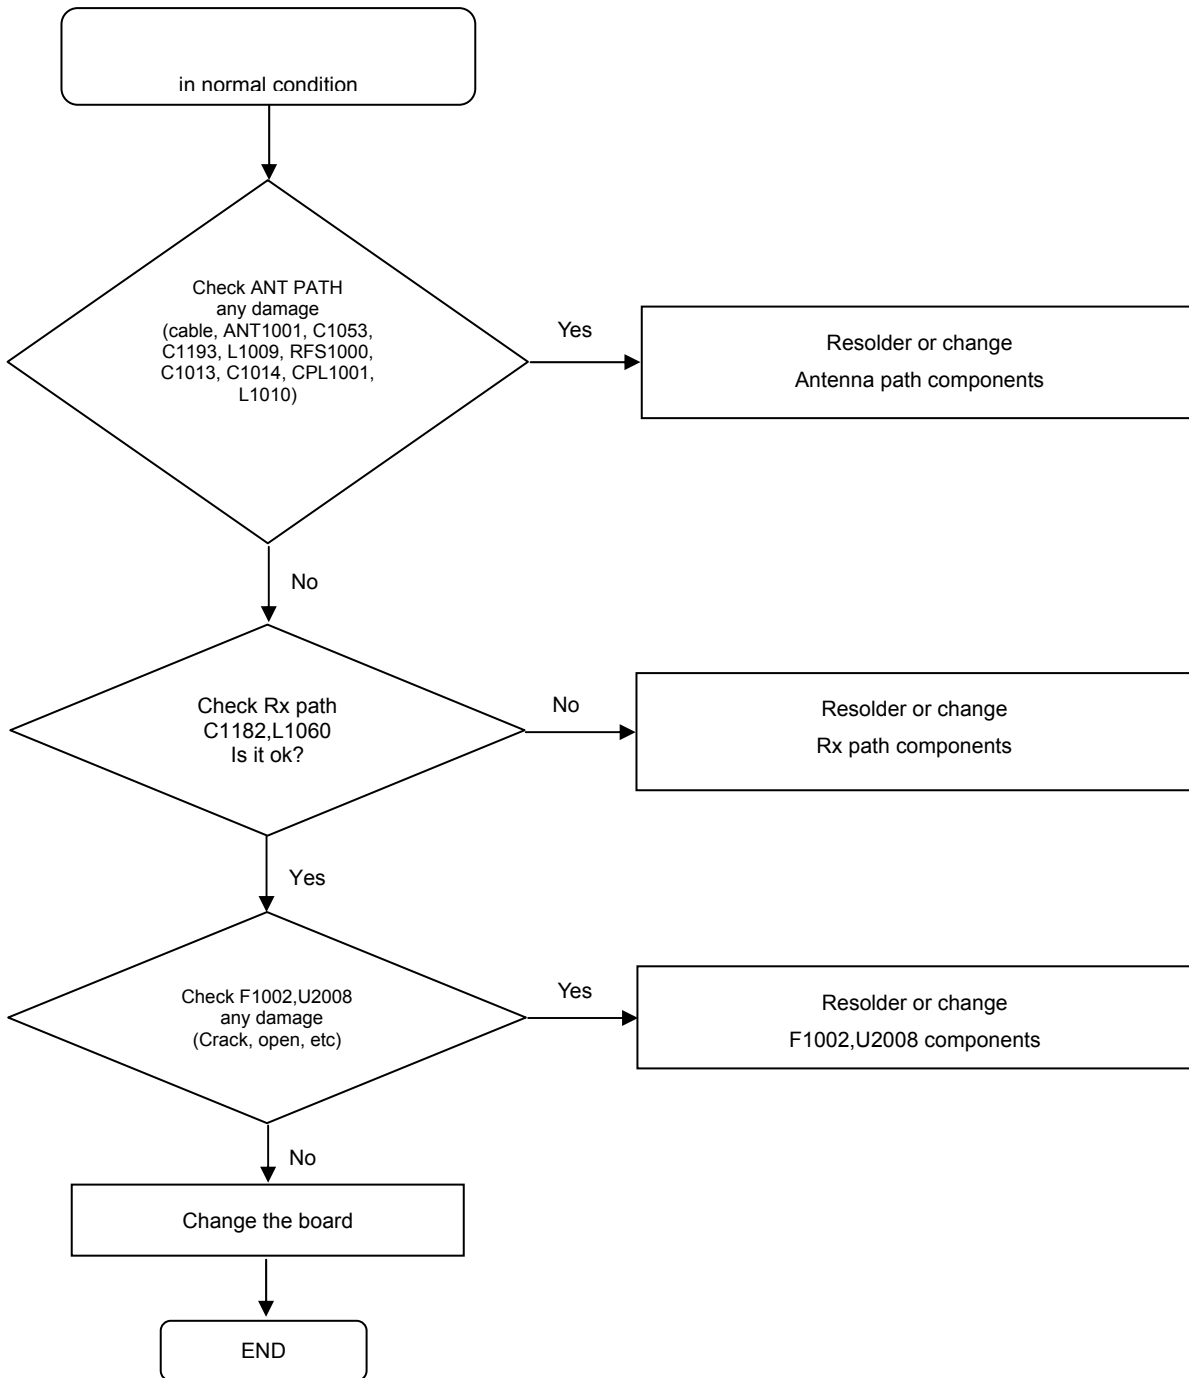 in normal condition
Check ANT PATH
any damage
(cable, ANT1001, C1053,
C1193, L1009, RFS1000,
C1013, C1014, CPL1001,
L1010)
Yes
Resolder or change
Antenna path components
No
Check Rx path
C1182,L1060
Is it ok?
No
Resolder or change
Rx path components
Yes
Check F1002,U2008
any damage
(Crack, open, etc)
Yes
Resolder or change
F1002,U2008 components
No
Change the board
END